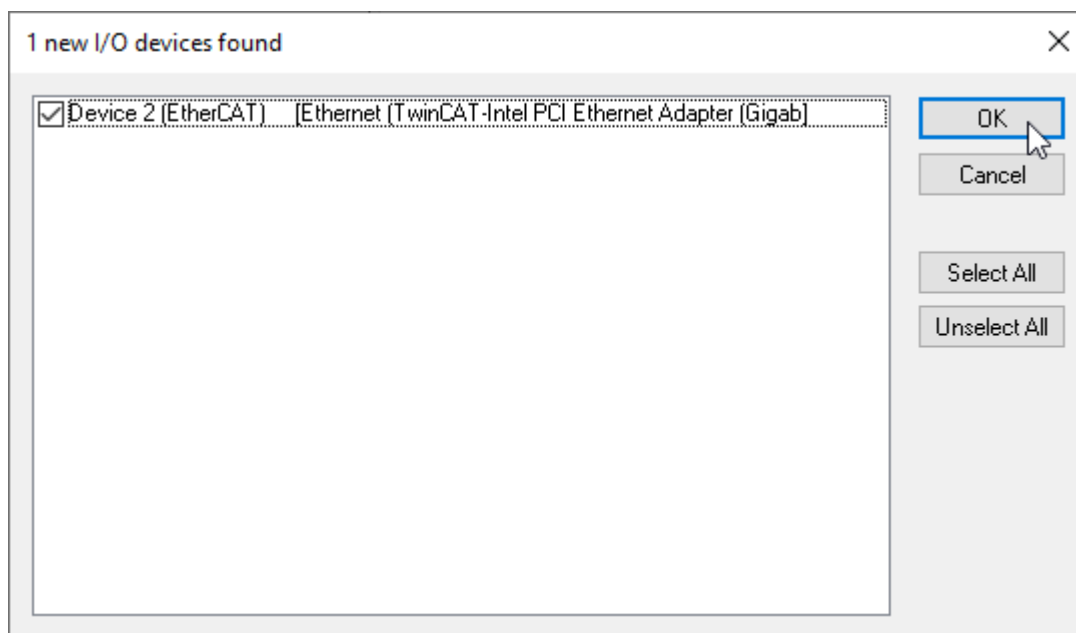 1 new I/O devices found
Device 2 (EtherCAT) [Ethernet (TwinCAT-Intel PCI Ethernet Adapter (Gigab]
OK
Cancel
Select All
Unselect All